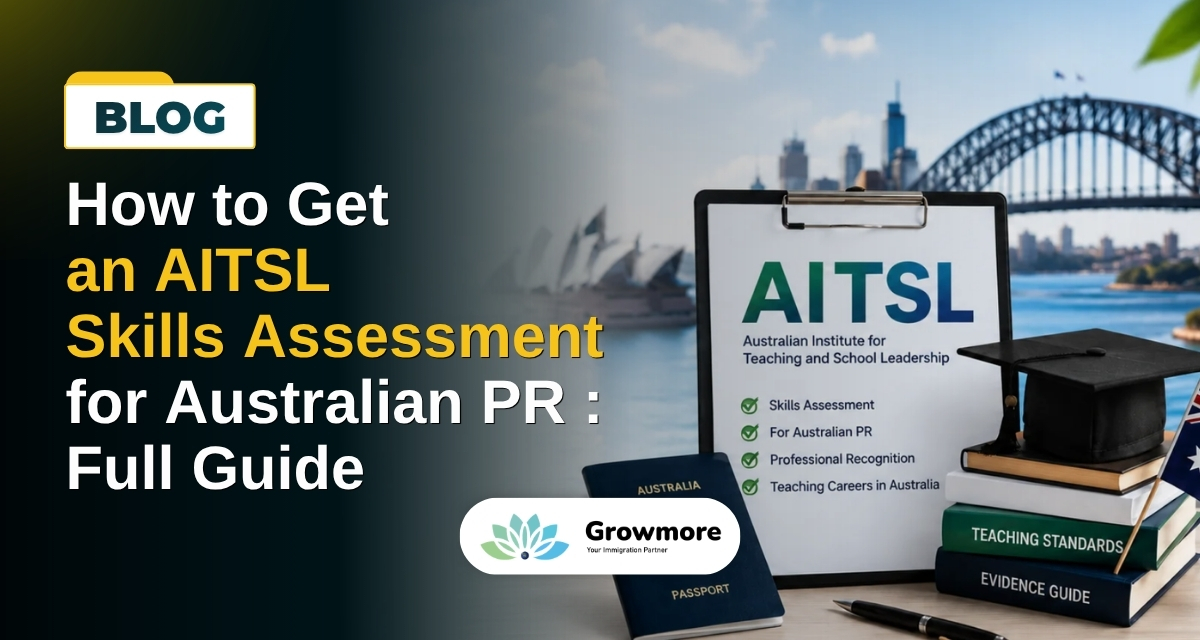 BLOG
How to Get
an AITSL
Skills Assessment
for Australian PR :
Full Guide
AITSL
Australian Institute for
Teaching and School Leadership
Skills Assessment
For Australian PR
Professional Recognition
Teaching Careers in Australia
AUSTRALIA
PASSPORT
Growmore
Your Immigration Partner
TEACHING STANDARDS
EVIDENCE GUIDE